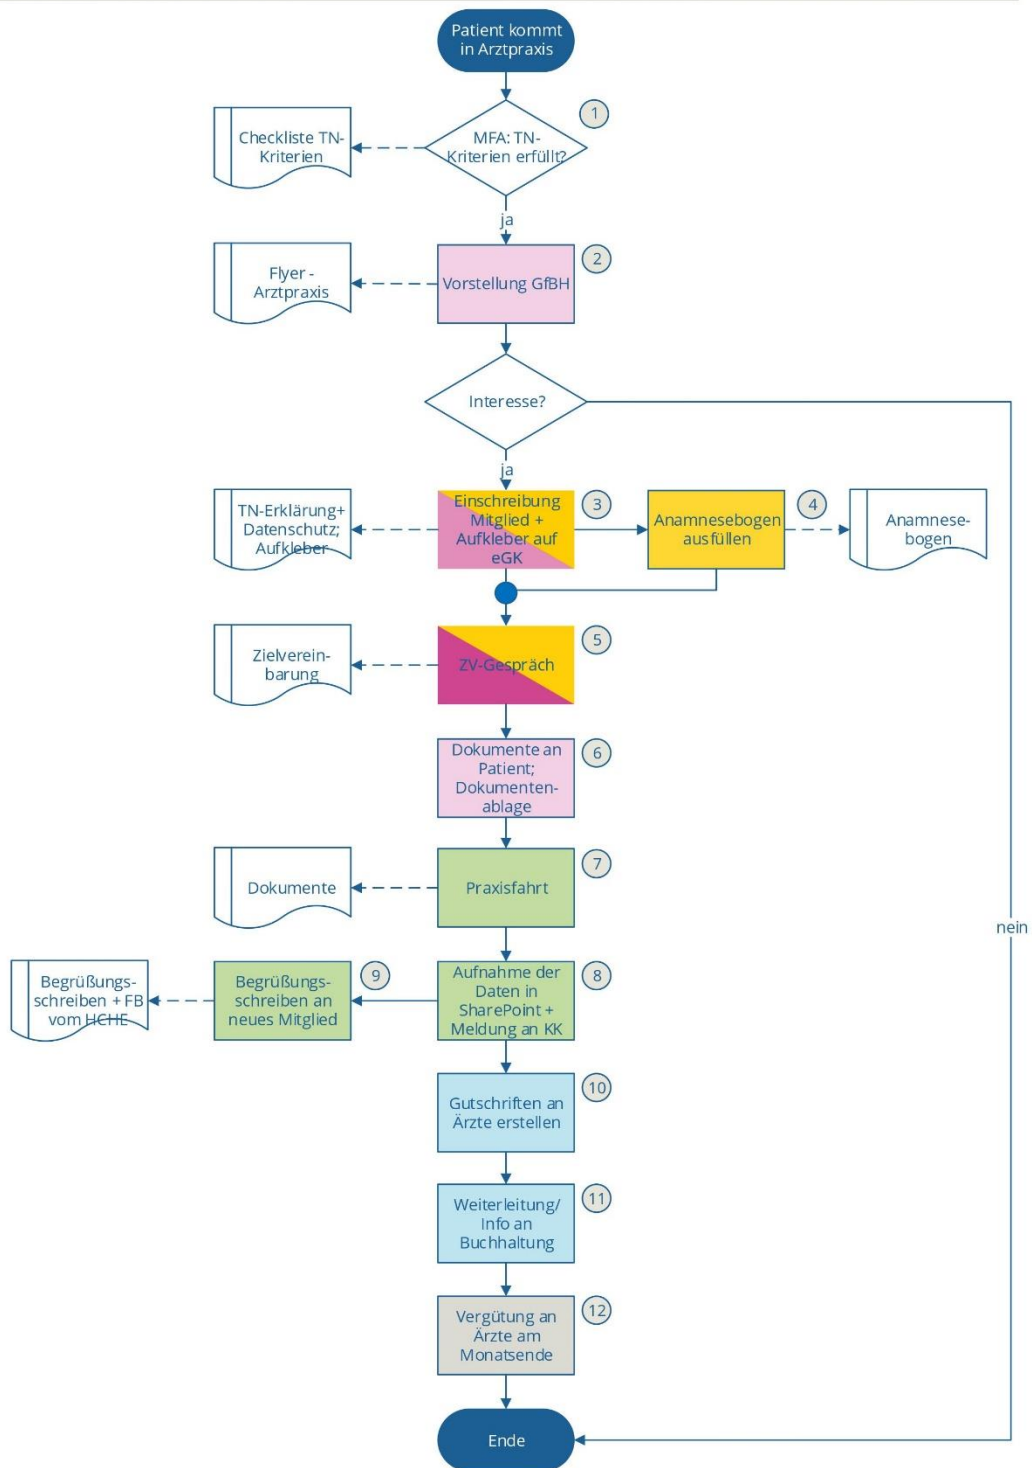 Patient kommt
in Arztpraxis
1
Checkliste TN-
Kriterien
MFA: TN-
Kriterien erfüllt?
ja
2
Flyer -
Arztpraxis
Vorstellung GfBH
Interesse?
ja
TN-Erklärung+
Datenschutz;
Aufkleber
Einschreibung
Mitglied +
Aufkleber auf
eGK
3
Anamnesebogen
ausfüllen
4
Anamnese-
bogen
Zielverein-
barung
ZV-Gespräch
5
Dokumente an
Patient;
Dokumenten-
ablage
6
Dokumente
Praxisfahrt
7
nein
Begrüßungs-
schreiben + FB
vom HCHE
Begrüßungs-
schreiben an
neues Mitglied
9
Aufnahme der
Daten in
SharePoint +
Meldung an KK
8
Gutschriften an
Ärzte erstellen
10
Weiterleitung/
Info an
Buchhaltung
11
Vergütung an
Ärzte am
Monatsende
12
Ende